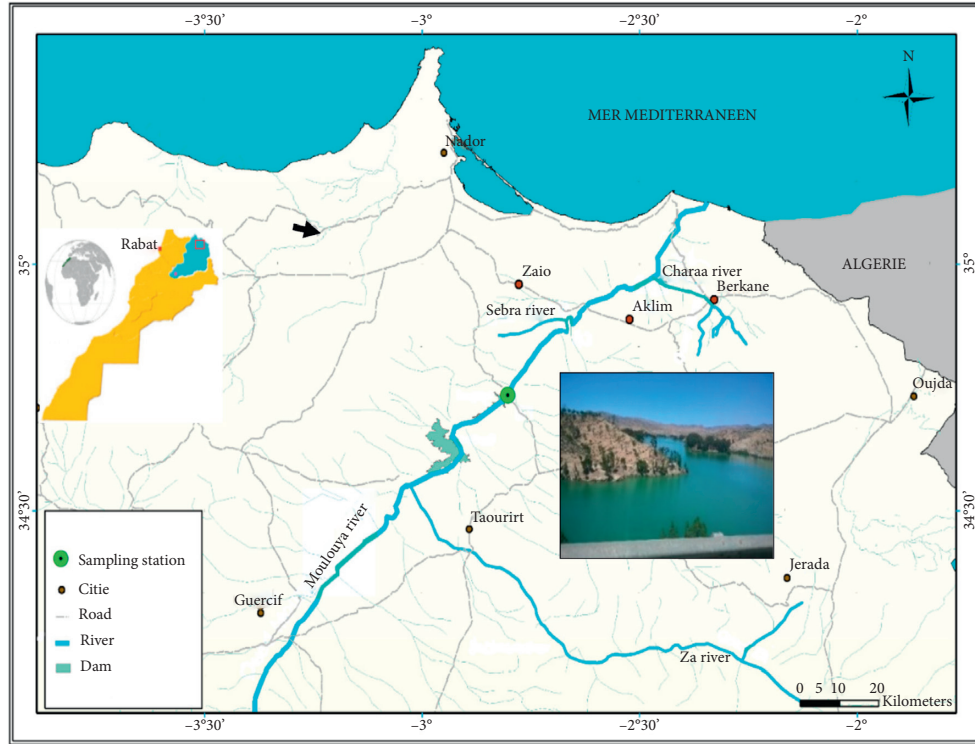 −3°30′
−3°
−2°30′
−2°
N
MER MEDITERRANEEN
Nador
Rabat
35°
35°
ALGERIE
Zaio
Charaa river
Berkane
Sebra river
Aklim
Oujda
34°30′
34°30′
Taourirt
Moulouya river
Jerada
Guercif
Za river
Sampling station
Citie
Road
River
Dam
0 5 10 20
Kilometers
−3°30′
−3°
−2°30′
−2°